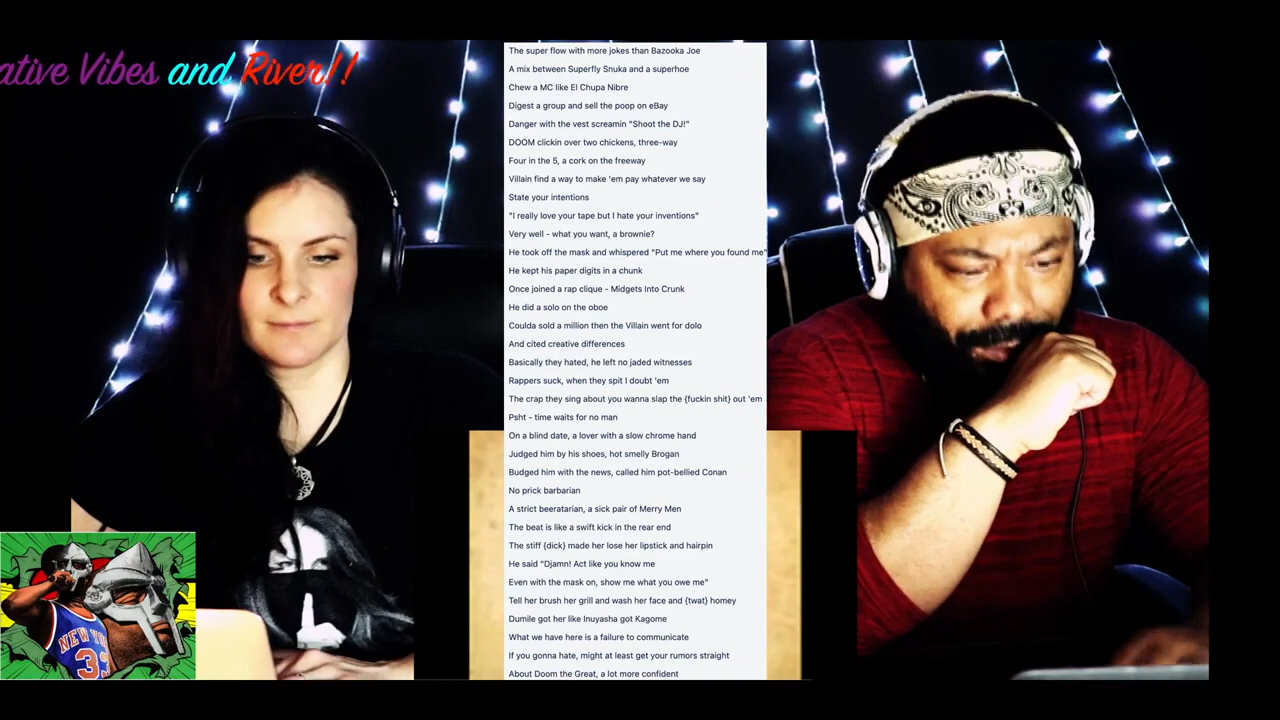 ative Vibes and River!!
The super flow with more jokes than Bazooka Joe
A mix between Superfly Snuka and a superhoe
Chew a MC like El Chupa Nibre
Digest a group and sell the poop on eBay
Danger with the vest screamin "Shoot the DJ!"
DOOM clickin over two chickens, three-way
Four in the 5, a cork on the freeway
Villain find a way to make 'em pay whatever we say
State your intentions
"I really love your tape but I hate your inventions"
Very well - what you want, a brownie?
He took off the mask and whispered "Put me where you found me"
He kept his paper digits in a chunk
Once joined a rap clique - Midgets Into Crunk
He did a solo on the oboe
Coulda sold a million then the Villain went for dolo
And cited creative differences
Basically they hated, he left no jaded witnesses
Rappers suck, when they spit I doubt 'em
The crap they sing about you wanna slap the {fuckin shit} out 'em
Psht - time waits for no man
On a blind date, a lover with a slow chrome hand
Judged him by his shoes, hot smelly Brogan
Budged him with the news, called him pot-bellied Conan
No prick barbarian
A strict beeratarian, a sick pair of Merry Men
The beat is like a swift kick in the rear end
The stiff {dick} made her lose her lipstick and hairpin
He said "Djamn! Act like you know me
Even with the mask on, show me what you owe me"
Tell her brush her grill and wash her face and {twat} homey
Dumile got her like Inuyasha got Kagome
What we have here is a failure to communicate
If you gonna hate, might at least get your rumors straight
About Doom the Great, a lot more confident
NEW Y
33